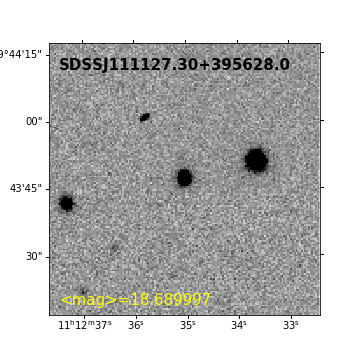 9°44'15"
SDSSJ111127.30+395628.0
00"
43'45"
30"
<mag>=18.689997
11ʰ12ᵐ37ˢ 36ˢ 35ˢ 34ˢ 33ˢ